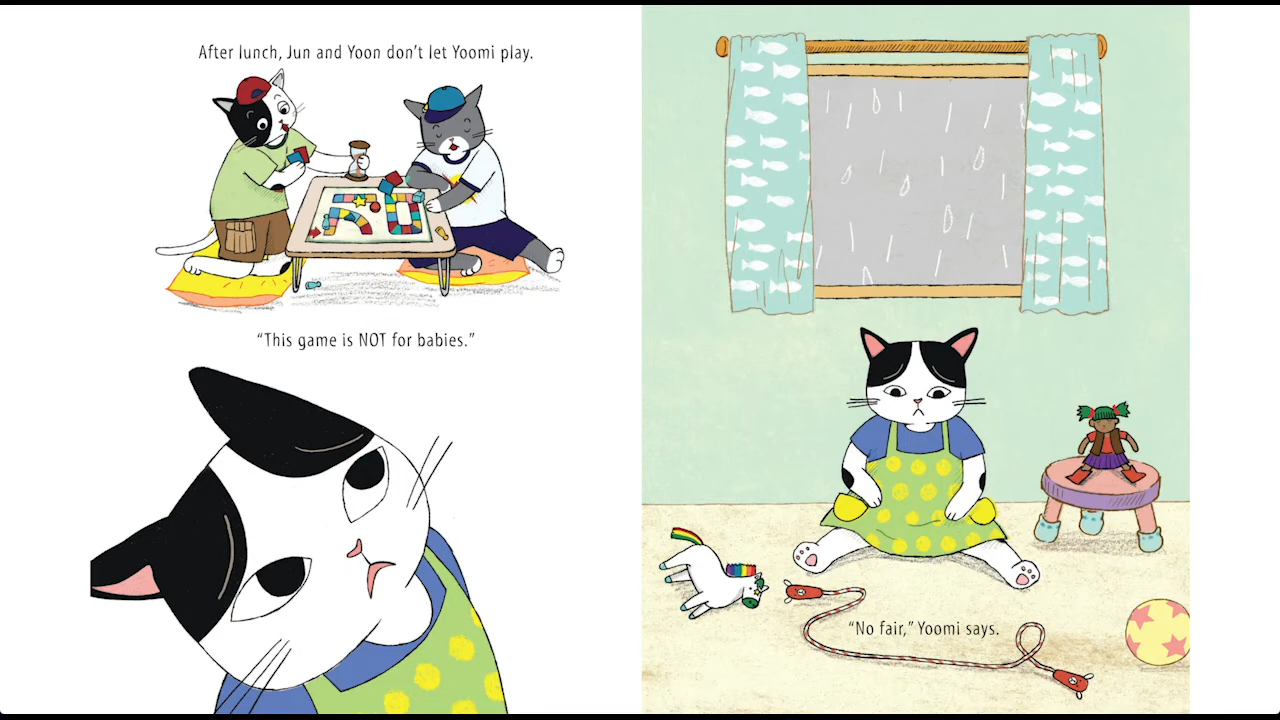 After lunch, Jun and Yoon don’t let Yoomi play.
“This game is NOT for babies.”
“No fair,” Yoomi says.